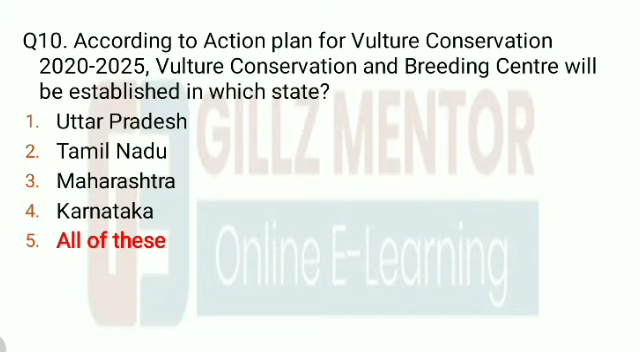 Q10. According to Action plan for Vulture Conservation
2020-2025, Vulture Conservation and Breeding Centre will
be established in which state?
1. Uttar Pradesh
2. Tamil Nadu
3. Maharashtra
4. Karnataka
5. All of these
GILLZ MENTOR
Online E-Learning